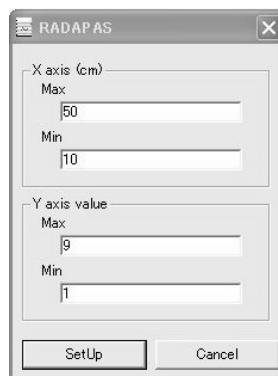 RADAPAS
X axis (cm)
Max
50
Min
10
Y axis value
Max
9
Min
1
SetUp Cancel